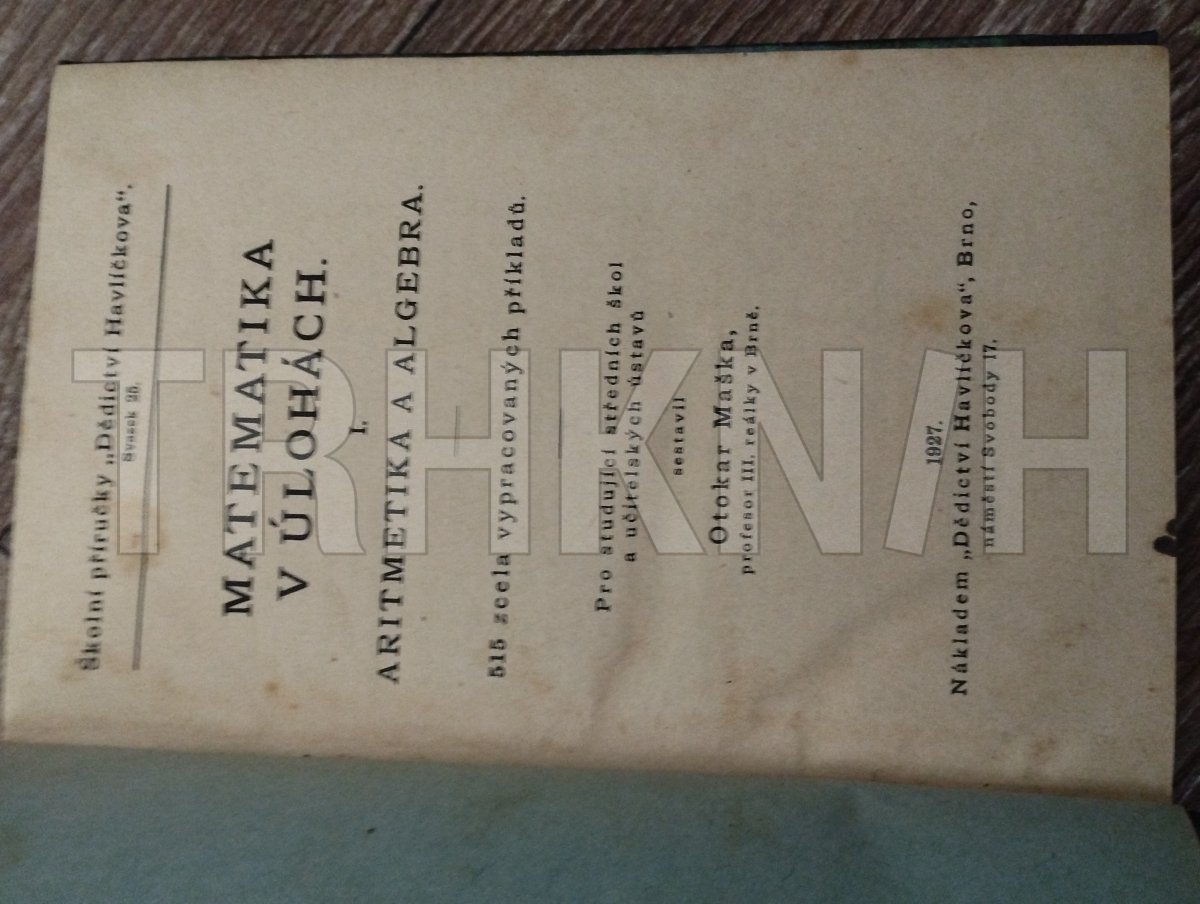 Školní příručky „Dědictví Havlíčkova“.
Svazek 28.
MATEMATIKA
V ÚLOHÁCH.
I.
ARITMETIKA A ALGEBRA.
515 zcela vypracovaných příkladů.
Pro studující středních škol
a učitelských ústavů
sestavil
Otokar Maška,
profesor III. reálky v Brně.
1927.
Nákladem „Dědictví Havlíčkova“, Brno,
náměstí Svobody 17.
TRHKNIH